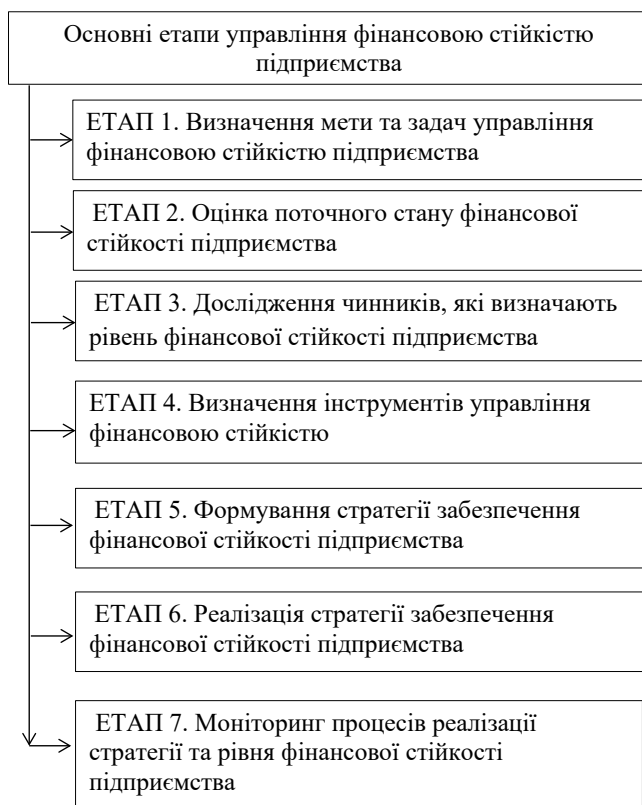 Основні етапи управління фінансовою стійкістю
підприємства
ЕТАП 1. Визначення мети та задач управління
фінансовою стійкістю підприємства
ЕТАП 2. Оцінка поточного стану фінансової
стійкості підприємства
ЕТАП 3. Дослідження чинників, які визначають
рівень фінансової стійкості підприємства
ЕТАП 4. Визначення інструментів управління
фінансовою стійкістю
ЕТАП 5. Формування стратегії забезпечення
фінансової стійкості підприємства
ЕТАП 6. Реалізація стратегії забезпечення
фінансової стійкості підприємства
ЕТАП 7. Моніторинг процесів реалізації
стратегії та рівня фінансової стійкості
підприємства